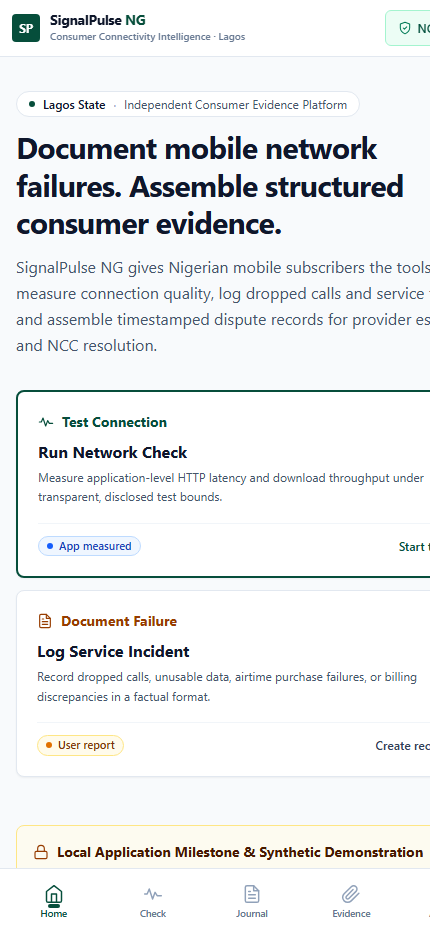 SP
SignalPulse NG
Consumer Connectivity Intelligence · Lagos
Lagos State · Independent Consumer Evidence Platform
Document mobile network
failures. Assemble structured
consumer evidence.
SignalPulse NG gives Nigerian mobile subscribers the tools
measure connection quality, log dropped calls and service
and assemble timestamped dispute records for provider
and NCC resolution.
Test Connection
Run Network Check
Measure application-level HTTP latency and download throughput under
transparent, disclosed test bounds.
App measured
Start
Document Failure
Log Service Incident
Record dropped calls, unusable data, airtime purchase failures, or billing
discrepancies in a factual format.
User report
Create
Local Application Milestone & Synthetic Demonstration
Home
Check
Journal
Evidence